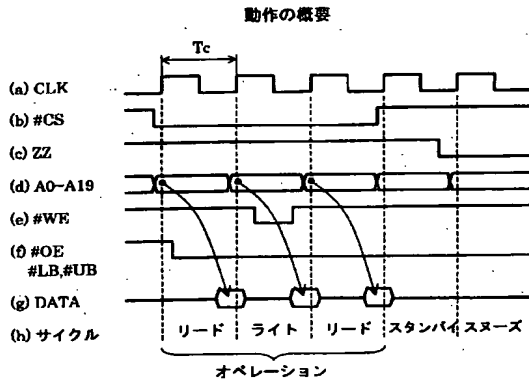 動作の概要
Tc
(a) CLK
(b) #CS
(c) ZZ
(d) A0-A19
(e) #WE
(f) #OE
#LB,#UB
(g) DATA
(h) サイクル リード ライト リード スタンバイ スヌーズ
オペレーション